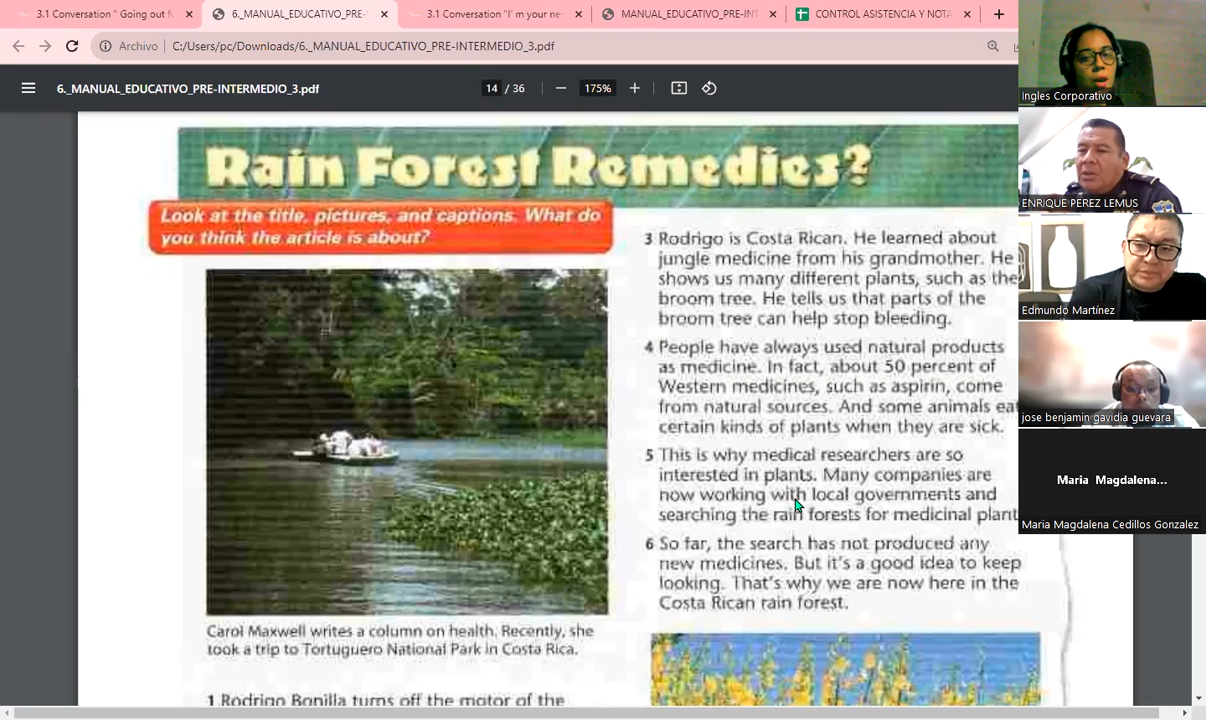 3.1 Conversation " Going out f
6._MANUAL_EDUCATIVO_PRE-
3.1 Conversation "I' m your ne
MANUAL_EDUCATIVO_PRE-INT
CONTROL ASISTENCIA Y NOTA
Archivo
C:/Users/pc/Downloads/6._MANUAL_EDUCATIVO_PRE-INTERMEDIO_3.pdf
6._MANUAL_EDUCATIVO_PRE-INTERMEDIO_3.pdf
14 / 36
175%
Rain Forest Remedies?
Look at the title, pictures, and captions. What do
you think the article is about?
Carol Maxwell writes a column on health. Recently, she
took a trip to Tortuguero National Park in Costa Rica.
1 Rodrigo Bonilla turns off the motor of the
3 Rodrigo is Costa Rican. He learned about
jungle medicine from his grandmother. He
shows us many different plants, such as the
broom tree. He tells us that parts of the
broom tree can help stop bleeding.
4 People have always used natural products
as medicine. In fact, about 50 percent of
Western medicines, such as aspirin, come
from natural sources. And some animals eat
certain kinds of plants when they are sick.
5 This is why medical researchers are so
interested in plants. Many companies are
now working with local governments and
searching the rain forests for medicinal plant
6 So far, the search has not produced any
new medicines. But it's a good idea to keep
looking. That's why we are now here in the
Costa Rican rain forest.
Ingles Corporativo
ENRIQUE PEREZ LEMUS
Edmundo Martínez
jose benjamin gavidia guevara
Maria Magdalena...
Maria Magdalena Cedillos Gonzalez